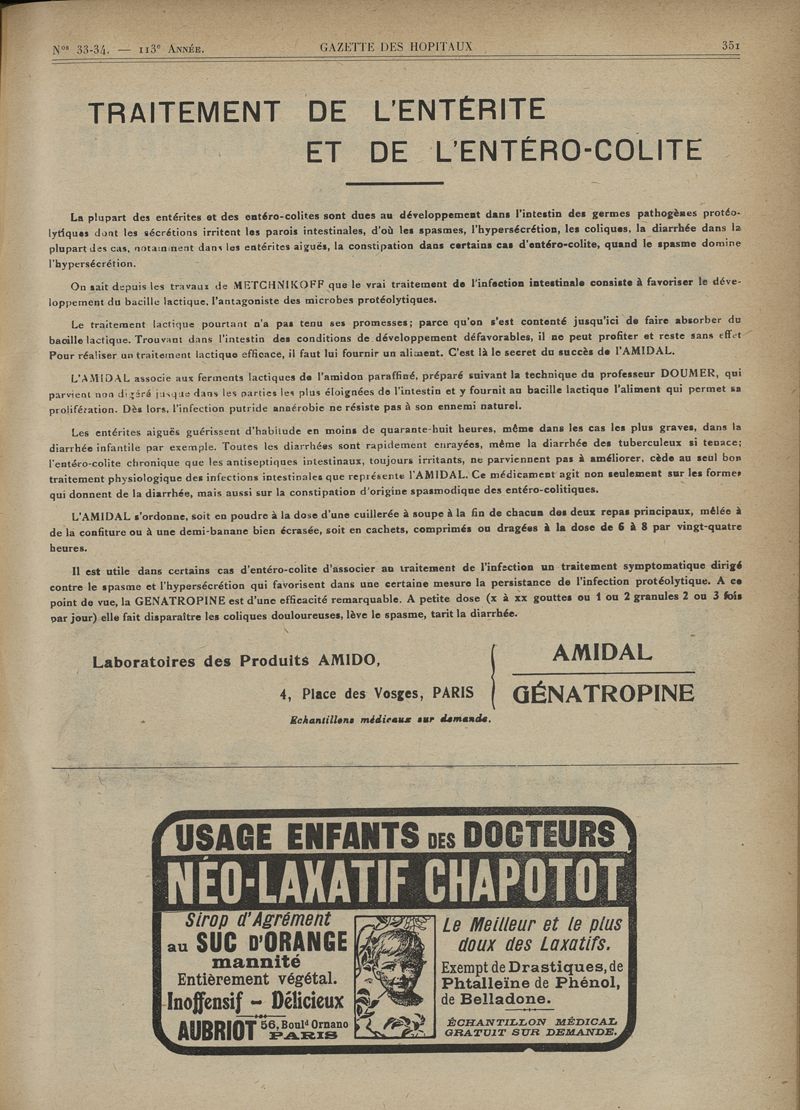 Nos 33-34. — 113e ANNÉE.
GAZETTE DES HOPITAUX
351
TRAITEMENT DE L'ENTÉRITE
ET DE L'ENTÉRO-COLITE
La plupart des entérites et des entéro-colites sont dues au développement dans l'intestin des germes pathogènes protéo-
lytiques dont les sécrétions irritent les parois intestinales, d'où les spasmes, l'hypersécrétion, les coliques, la diarrhée dans la
plupart des cas, notamment dans les entérites aiguës, la constipation dans certains cas d'entéro-colite, quand le spasme domine
l'hypersécrétion.
On sait depuis les travaux de METCHNIKOFF que le vrai traitement de l'infection intestinale consiste à favoriser le déve-
loppement du bacille lactique, l'antagoniste des microbes protéolytiques.
Le traitement lactique pourtant n'a pas tenu ses promesses; parce qu'on s'est contenté jusqu'ici de faire absorber du
bacille lactique. Trouvant dans l'intestin des conditions de développement défavorables, il ne peut profiter et reste sans effet
Pour réaliser un traitement lactique efficace, il faut lui fournir un aliment. C'est là le secret du succès de l'AMIDAL.
L'AMIDAL associe aux ferments lactiques de l'amidon paraffiné, préparé suivant la technique du professeur DOUMER, qui
parvient non digéré jusque dans les parties les plus éloignées de l'intestin et y fournit au bacille lactique l'aliment qui permet sa
prolifération. Dès lors, l'infection putride annérobie ne résiste pas à son ennemi naturel.
Les entérites aiguës guérissent d'habitude en moins de quarante-huit heures, même dans les cas les plus graves, dans la
diarrhée infantile par exemple. Toutes les diarrhées sont rapidement enrayées, même la diarrhée des tuberculeux si tenace;
l'entéro-colite chronique que les antiseptiques intestinaux, toujours irritants, ne parviennent pas à améliorer, cède au seul bon
traitement physiologique des infections intestinales que représente l'AMIDAL. Ce médicament agit non seulement sur les formes
qui donnent de la diarrhée, mais aussi sur la constipation d'origine spasmodique des entéro-colitiques.
L'AMIDAL s'ordonne, soit en poudre à la dose d'une cuillerée à soupe à la fin de chacun des deux repas principaux, mêlée à
de la confiture ou à une demi-banane bien écrasée, soit en cachets, comprimés ou dragées à la dose de 6 à 8 par vingt-quatre
heures.
Il est utile dans certains cas d'entéro-colite d'associer au traitement de l'infection un traitement symptomatique dirigé
contre le spasme et l'hypersécrétion qui favorisent dans une certaine mesure la persistance de l'infection protéolytique. A ce
point de vue, la GENATROPINE est d'une efficacité remarquable. A petite dose (x à xx gouttes ou 1 ou 2 granules 2 ou 3 fois
par jour) elle fait disparaître les coliques douloureuses, lève le spasme, tarit la diarrhée.
Laboratoires des Produits AMIDO,
4, Place des Vosges, PARIS
Echantillons médicaux sur demande.
AMIDAL
GÉNATROPINE
USAGE ENFANTS DES DOCTEURS
NÉO-LAXATIF CHAPOTOT
Sirop d'Agrément
au SUC D'ORANGE
mannité
Entièrement végétal.
Inoffensif - Délicieux
AUBRIOT 56, Bould Ornano
PARIS
Le Meilleur et le plus
doux des Laxatifs.
Exempt de Drastiques, de
Phtalleïne de Phénol,
de Belladone.
ÉCHANTILLON MÉDICAL
GRATUIT SUR DEMANDE.